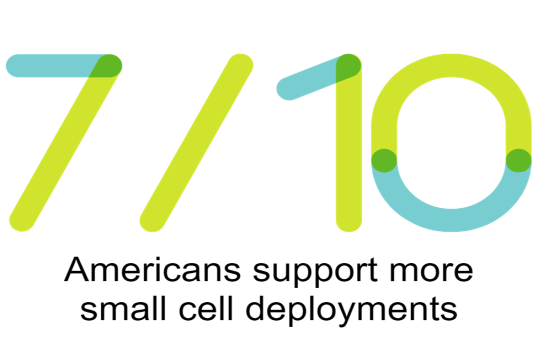 7/10
Americans support more
small cell deployments